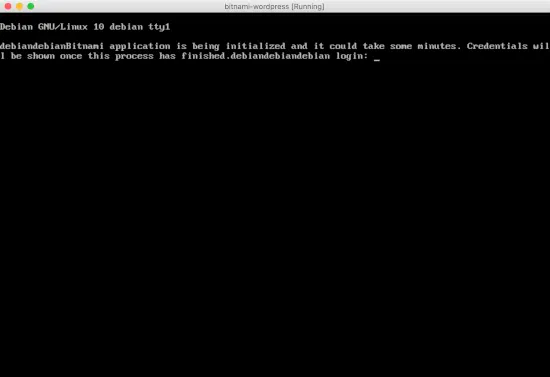 bitnami-wordpress [Running]
Debian GNU/Linux 10 debian tty1
debiandebianBitnami application is being initialized and it could take some minutes. Credentials wil
l be shown once this process has finished.debiandebiandebian login: _